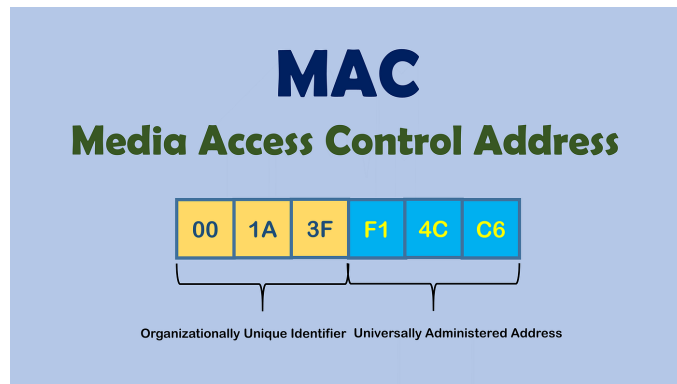 MAC
Media Access Control Address
00 1A 3F F1 4C C6
Organizationally Unique Identifier Universally Administered Address